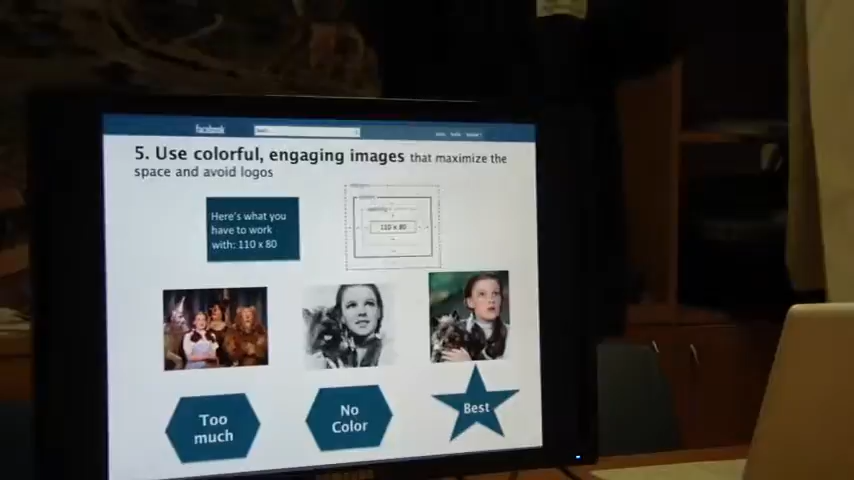 facebook
5. Use colorful, engaging images that maximize the
space and avoid logos
Here's what you
have to work
with: 110 x 80
110 x 80
Too
much
No
Color
Best